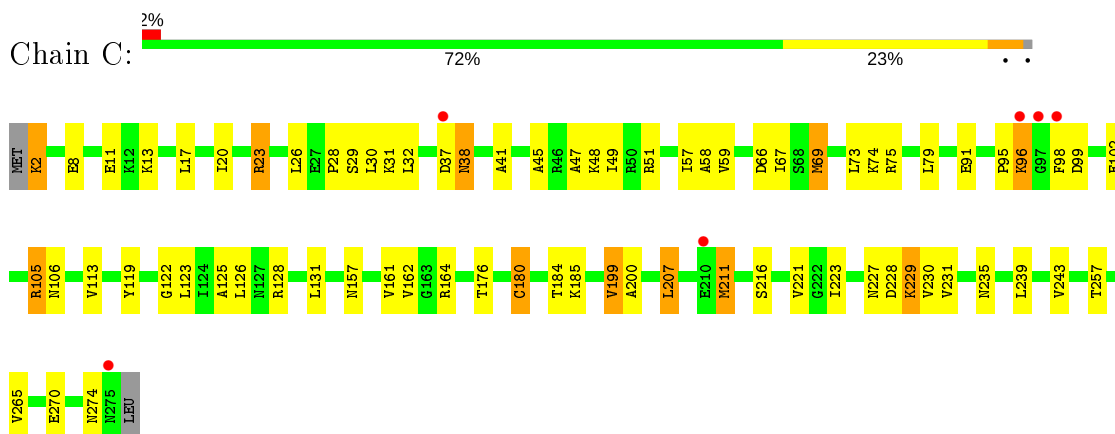 2%
Chain C:
72% 23% • •
MET K2 E8 E11 K12 K13 L17 I20 R23 L26 E27 P28 S29 L30 K31 L32 D37 N38 A41 A45 R46 A47 K48 I49 R50 R51 I57 A58 V59 D66 I67 S68 M69 L73 K74 R75 L79 E91 P95 K96 G97 F98 D99
R105 N106 V113 Y119 G122 L123 I124 A125 L126 N127 R128 L131 N157 V161 V162 G163 R164 T176 C180 T184 K185 V199 A200 L207 E210 M211 S216 V221 G222 I223 N227 D228 K229 V230 V231 N235 L239 V243 T257
V265 E270 N274 N275 LEU